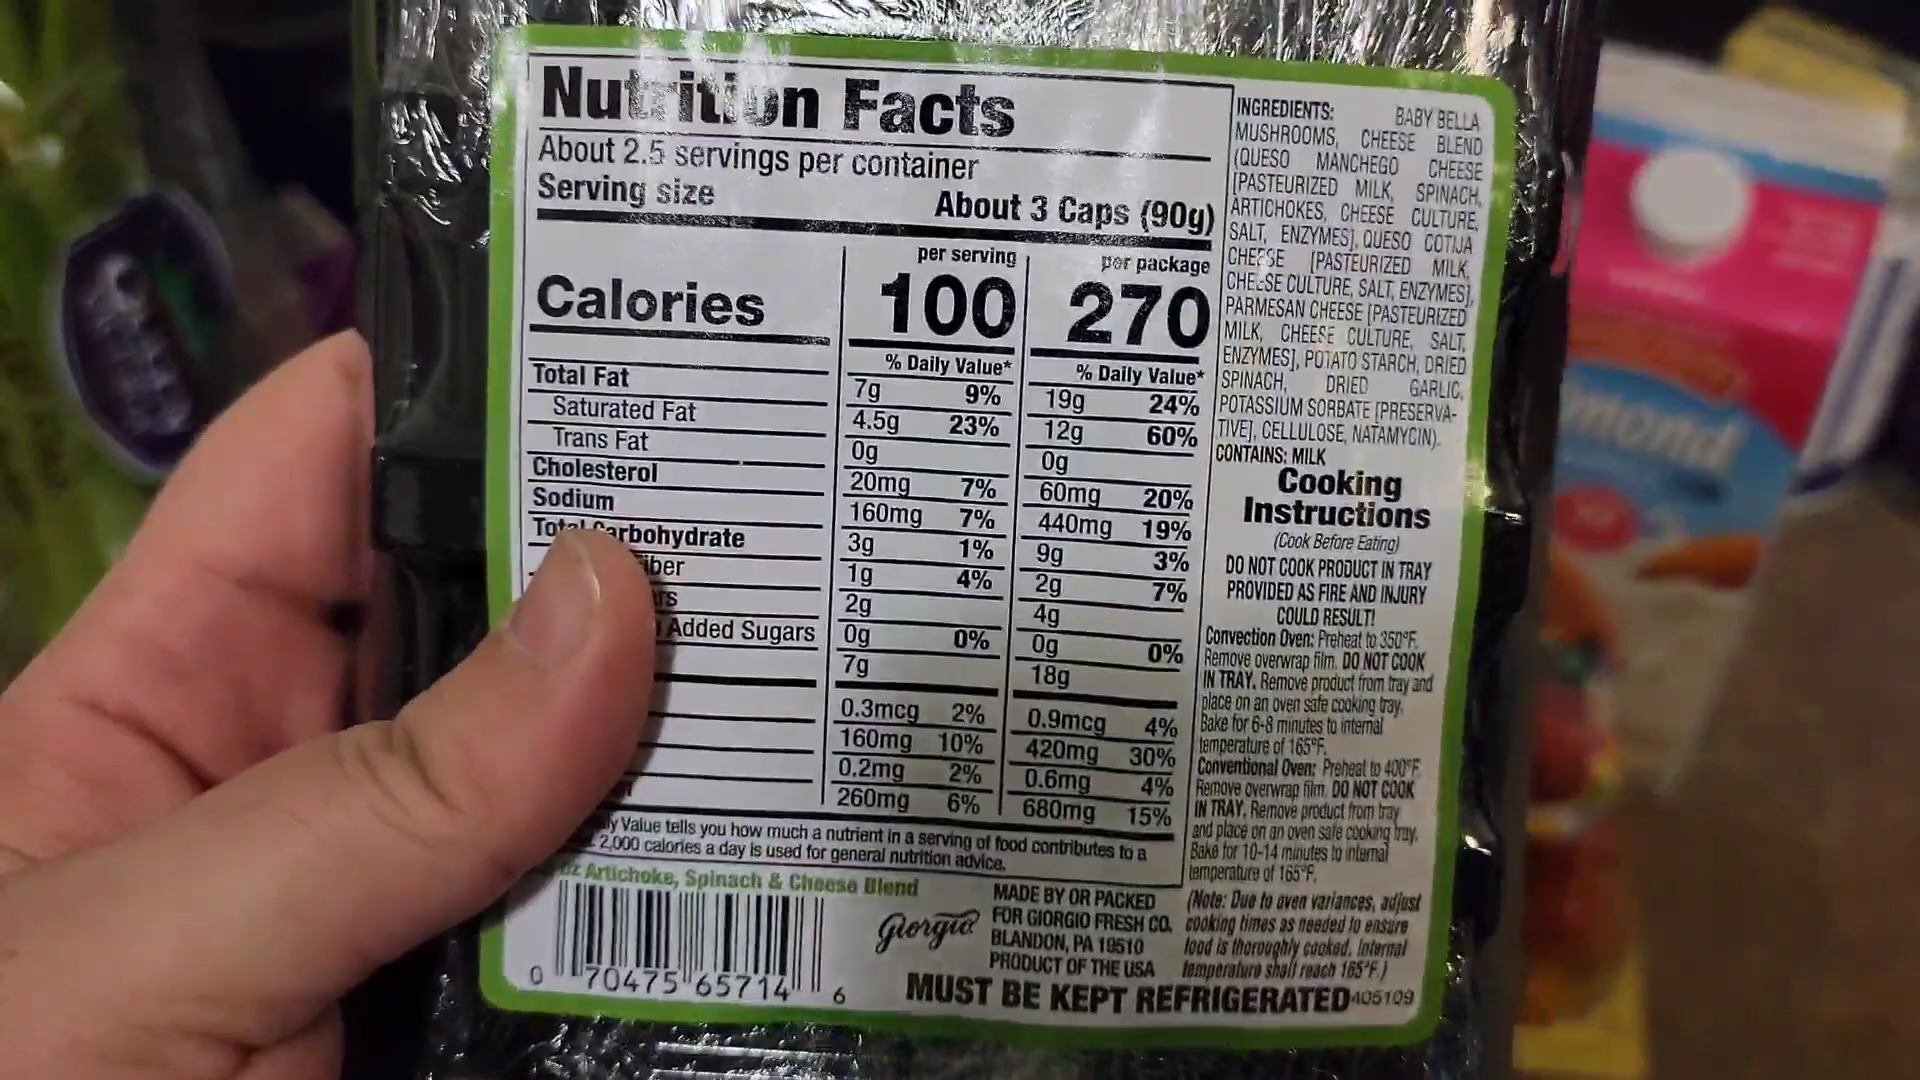 Nutrition Facts
About 2.5 servings per container
Serving size About 3 Caps (90g)
per serving per package
Calories 100 270
% Daily Value* % Daily Value*
Total Fat 7g 9% 19g 24%
Saturated Fat 4.5g 23% 12g 60%
Trans Fat 0g 0g
Cholesterol 20mg 7% 60mg 20%
Sodium 160mg 7% 440mg 19%
Total Carbohydrate 3g 1% 9g 3%
1g 4% 2g 7%
2g 4g
Added Sugars 0g 0% 0g 0%
7g 18g
0.3mcg 2% 0.9mcg 4%
160mg 10% 420mg 30%
0.2mg 2% 0.6mg 4%
260mg 6% 680mg 15%
Value tells you how much a nutrient in a serving of food contributes to a
2,000 calories a day is used for general nutrition advice.
oz Artichoke, Spinach & Cheese Blend
0 70475 65714 6
Giorgio
MADE BY OR PACKED
FOR GIORGIO FRESH CO.
BLANDON, PA 19510
PRODUCT OF THE USA
MUST BE KEPT REFRIGERATED 405109
INGREDIENTS: BABY BELLA
MUSHROOMS, CHEESE BLEND
(QUESO MANCHEGO CHEESE
[PASTEURIZED MILK, SPINACH,
ARTICHOKES, CHEESE CULTURE,
SALT, ENZYMES], QUESO COTIJA
CHEESE [PASTEURIZED MILK,
CHEESE CULTURE, SALT, ENZYMES],
PARMESAN CHEESE [PASTEURIZED
MILK, CHEESE CULTURE, SALT,
ENZYMES], POTATO STARCH, DRIED
SPINACH, DRIED GARLIC,
POTASSIUM SORBATE [PRESERVA-
TIVE], CELLULOSE, NATAMYCIN).
CONTAINS: MILK
Cooking
Instructions
(Cook Before Eating)
DO NOT COOK PRODUCT IN TRAY
PROVIDED AS FIRE AND INJURY
COULD RESULT!
Convection Oven: Preheat to 350°F.
Remove overwrap film. DO NOT COOK
IN TRAY. Remove product from tray and
place on an oven safe cooking tray.
Bake for 6-8 minutes to internal
temperature of 165°F.
Conventional Oven: Preheat to 400°F.
Remove overwrap film. DO NOT COOK
IN TRAY. Remove product from tray
and place on an oven safe cooking tray.
Bake for 10-14 minutes to internal
temperature of 165°F.
(Note: Due to oven variances, adjust
cooking times as needed to ensure
food is thoroughly cooked. Internal
temperature shall reach 165°F.)